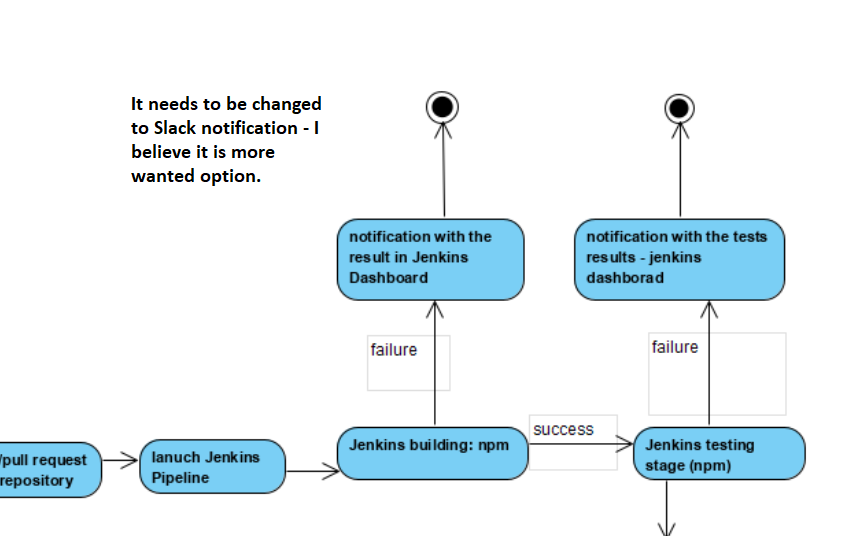 It needs to be changed
to Slack notification - I
believe it is more
wanted option.
notification with the
result in Jenkins
Dashboard
notification with the tests
results - jenkins
dashborad
failure
failure
/pull request
repository
lanuch Jenkins
Pipeline
Jenkins building: npm
success
Jenkins testing
stage (npm)